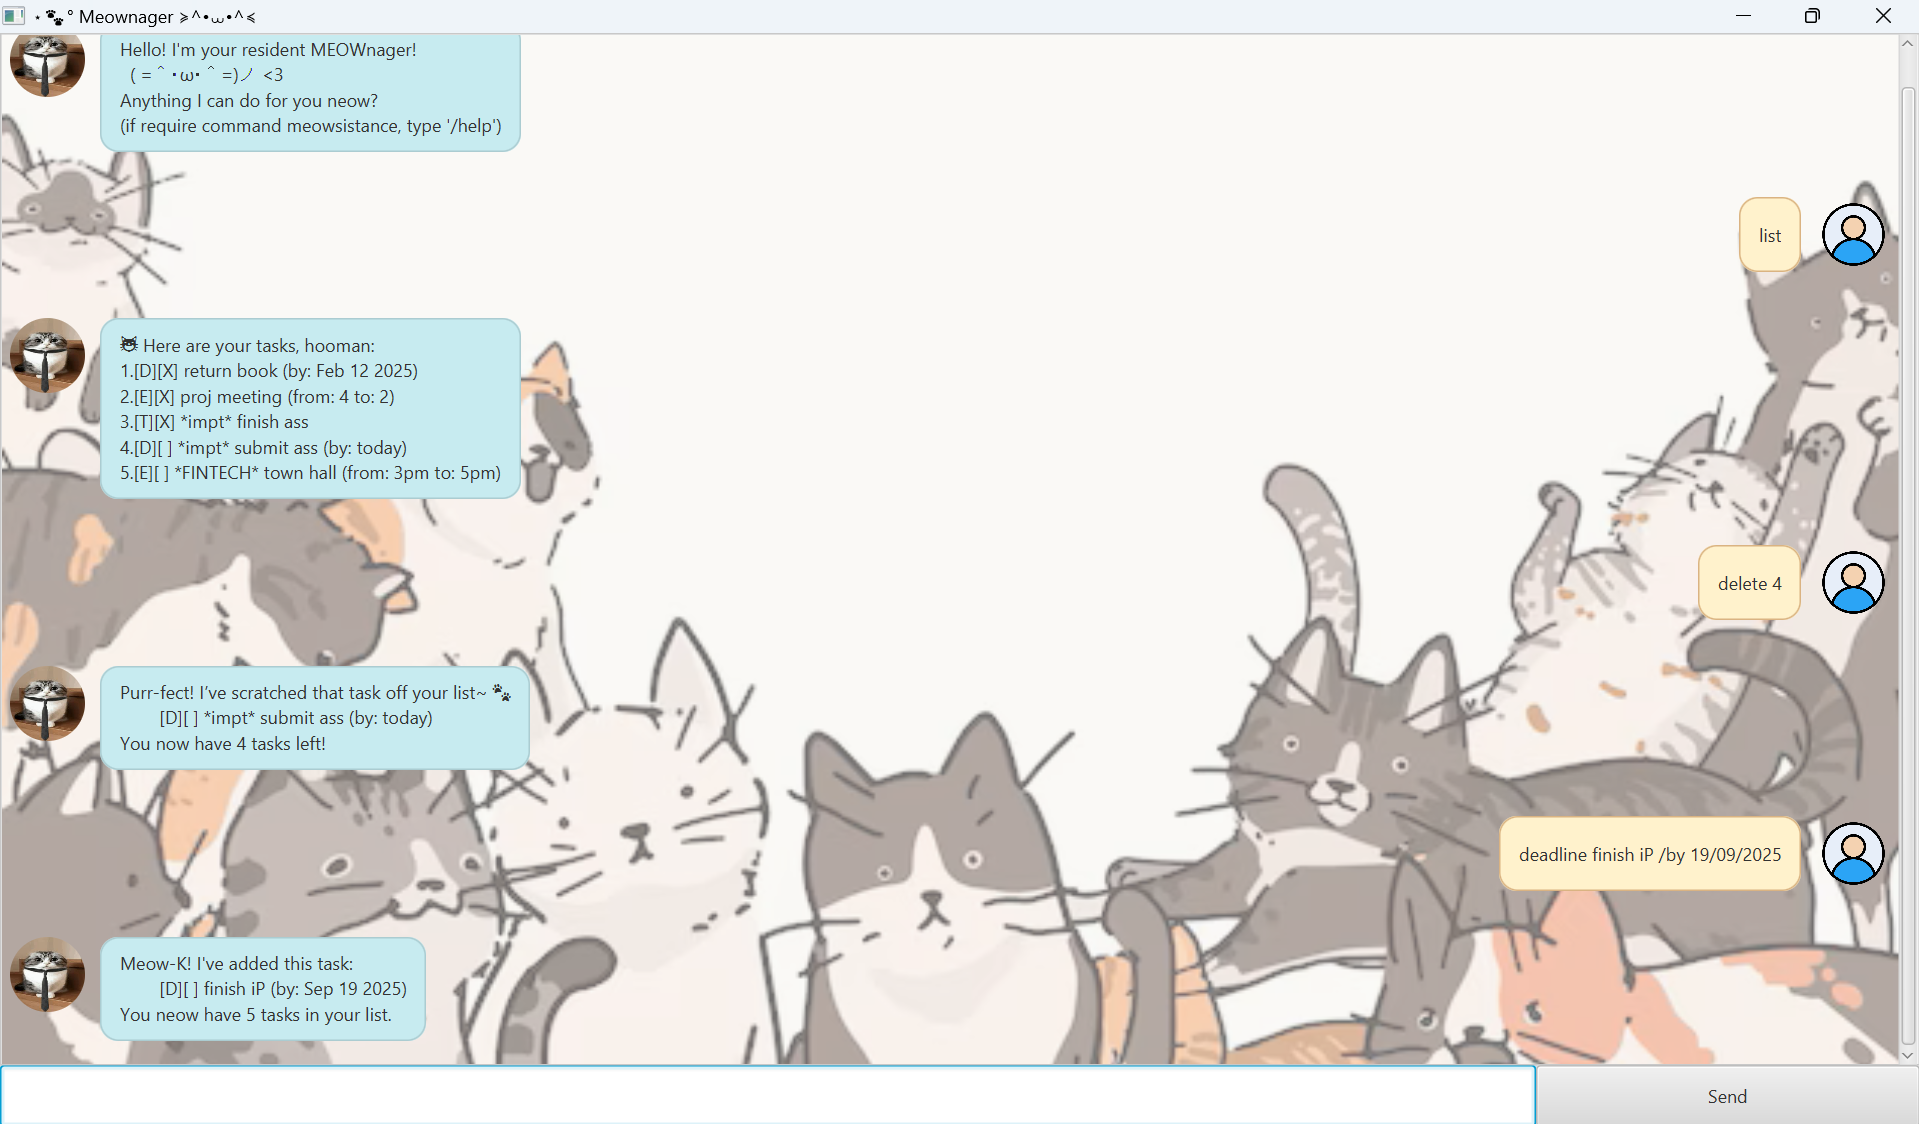 ⋆ 🐾 ° Meownager ≽^•⩊•^≼
Hello! I'm your resident MEOWnager!
( = ＾ ・ω・ ＾ =)ノ <3
Anything I can do for you neow?
(if require command meowsistance, type '/help')
list
😼 Here are your tasks, hooman:
1.[D][X] return book (by: Feb 12 2025)
2.[E][X] proj meeting (from: 4 to: 2)
3.[T][X] *impt* finish ass
4.[D][ ] *impt* submit ass (by: today)
5.[E][ ] *FINTECH* town hall (from: 3pm to: 5pm)
delete 4
Purr-fect! I’ve scratched that task off your list~ 🐾
[D][ ] *impt* submit ass (by: today)
You now have 4 tasks left!
deadline finish iP /by 19/09/2025
Meow-K! I've added this task:
[D][ ] finish iP (by: Sep 19 2025)
You neow have 5 tasks in your list.
Send